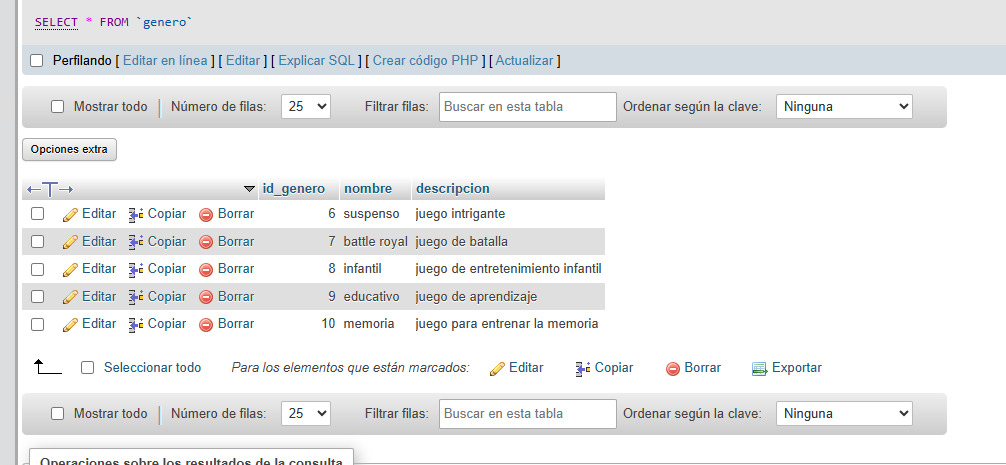 SELECT * FROM `genero`
Perfilando [ Editar en línea ] [ Editar ] [ Explicar SQL ] [ Crear código PHP ] [ Actualizar ]
Mostrar todo | Número de filas: 25 Filtrar filas: Buscar en esta tabla Ordenar según la clave: Ninguna
Opciones extra
←T→ id_genero nombre descripcion
Editar Copiar Borrar 6 suspenso juego intrigante
Editar Copiar Borrar 7 battle royal juego de batalla
Editar Copiar Borrar 8 infantil juego de entretenimiento infantil
Editar Copiar Borrar 9 educativo juego de aprendizaje
Editar Copiar Borrar 10 memoria juego para entrenar la memoria
Seleccionar todo Para los elementos que están marcados: Editar Copiar Borrar Exportar
Mostrar todo | Número de filas: 25 Filtrar filas: Buscar en esta tabla Ordenar según la clave: Ninguna
Operaciones sobre los resultados de la consulta